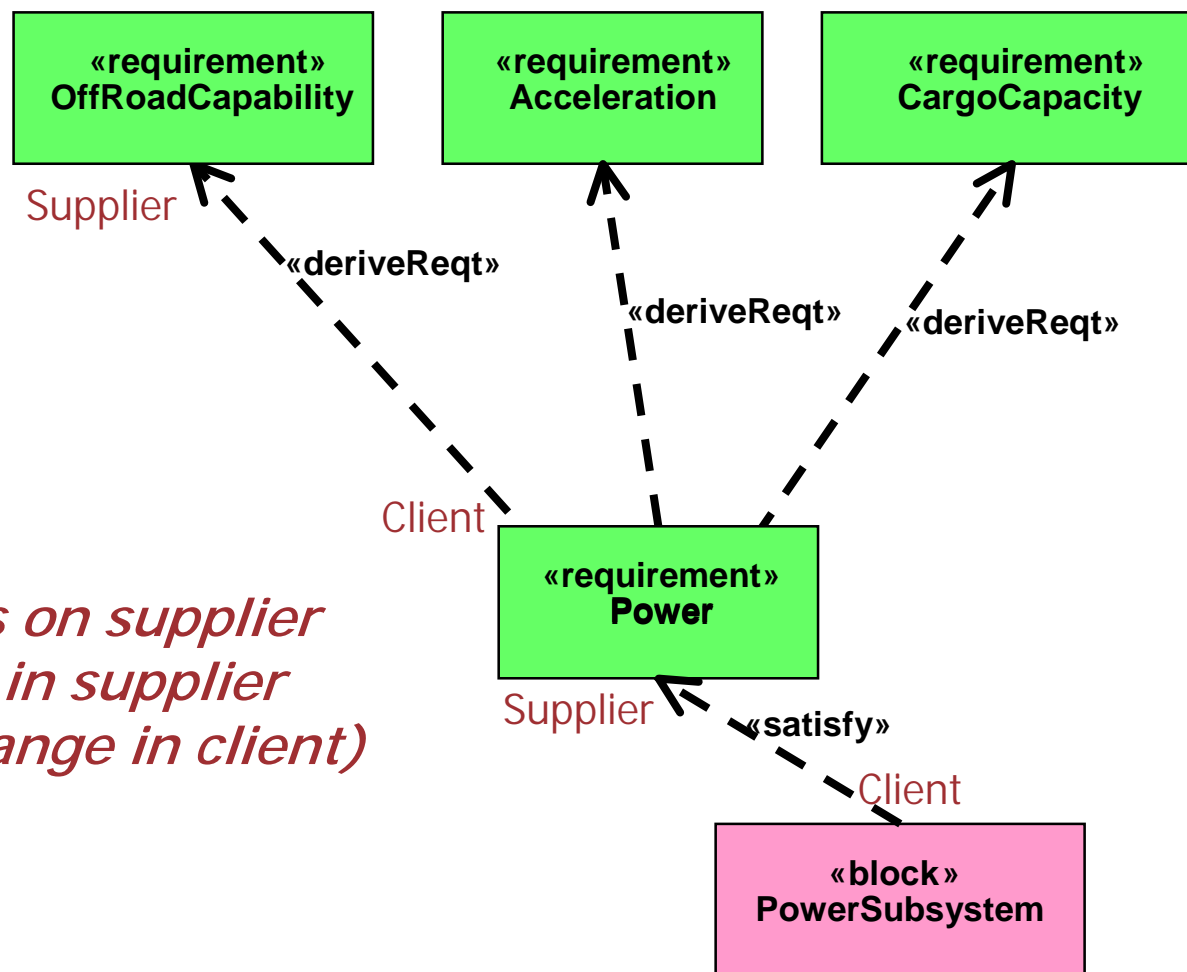 «requirement»
OffRoadCapability
«requirement»
Acceleration
«requirement»
CargoCapacity
Supplier
«deriveReqt»
«deriveReqt»
«deriveReqt»
Client
«requirement»
Power
s on supplier
in supplier
ange in client)
Supplier
«satisfy»
Client
«block»
PowerSubsystem